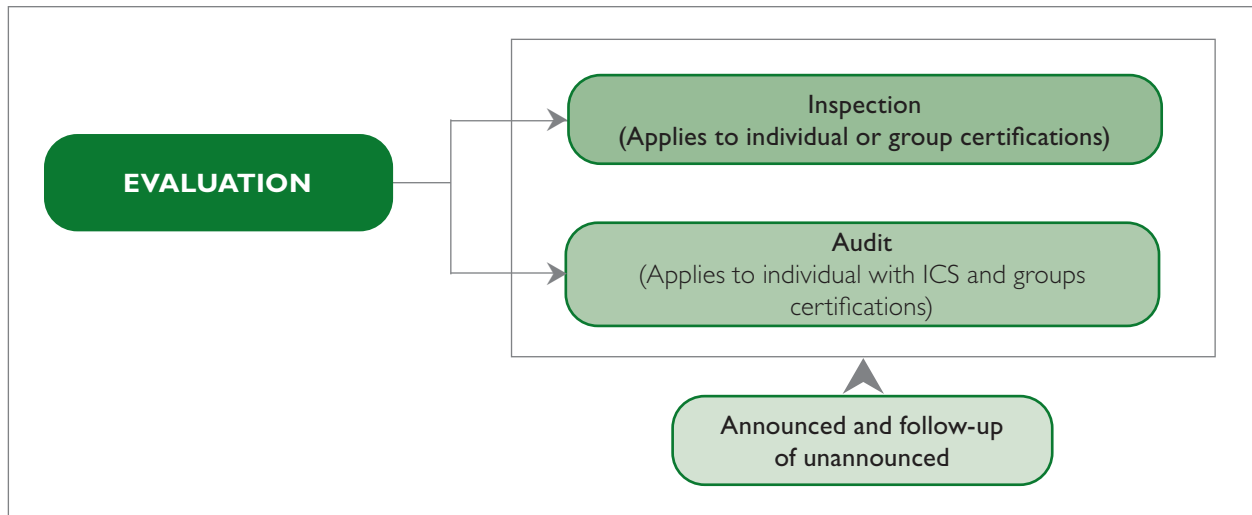 EVALUATION
Inspection
(Applies to individual or group certifications)
Audit
(Applies to individual with ICS and groups
certifications)
Announced and follow-up
of unannounced